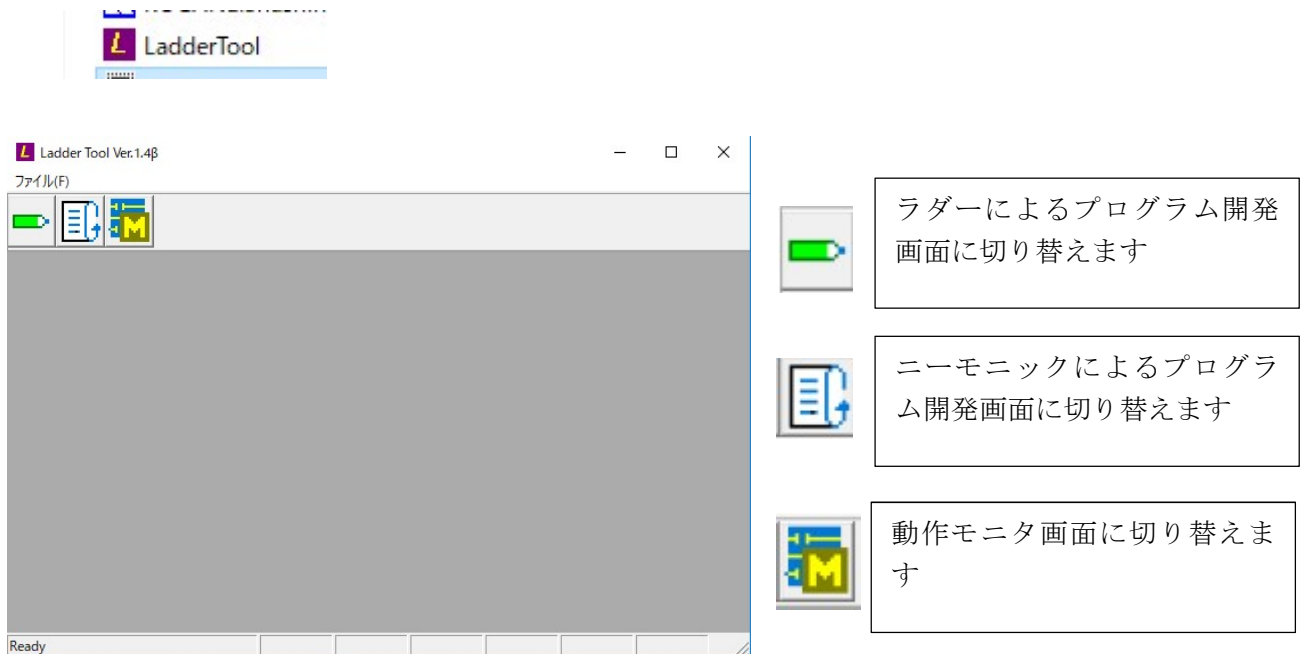 LadderTool
Ladder Tool Ver.1.4β
ファイル(F)
ラダーによるプログラム開発
画面に切り替えます
ニーモニックによるプログラ
ム開発画面に切り替えます
動作モニタ画面に切り替えま
す
Ready